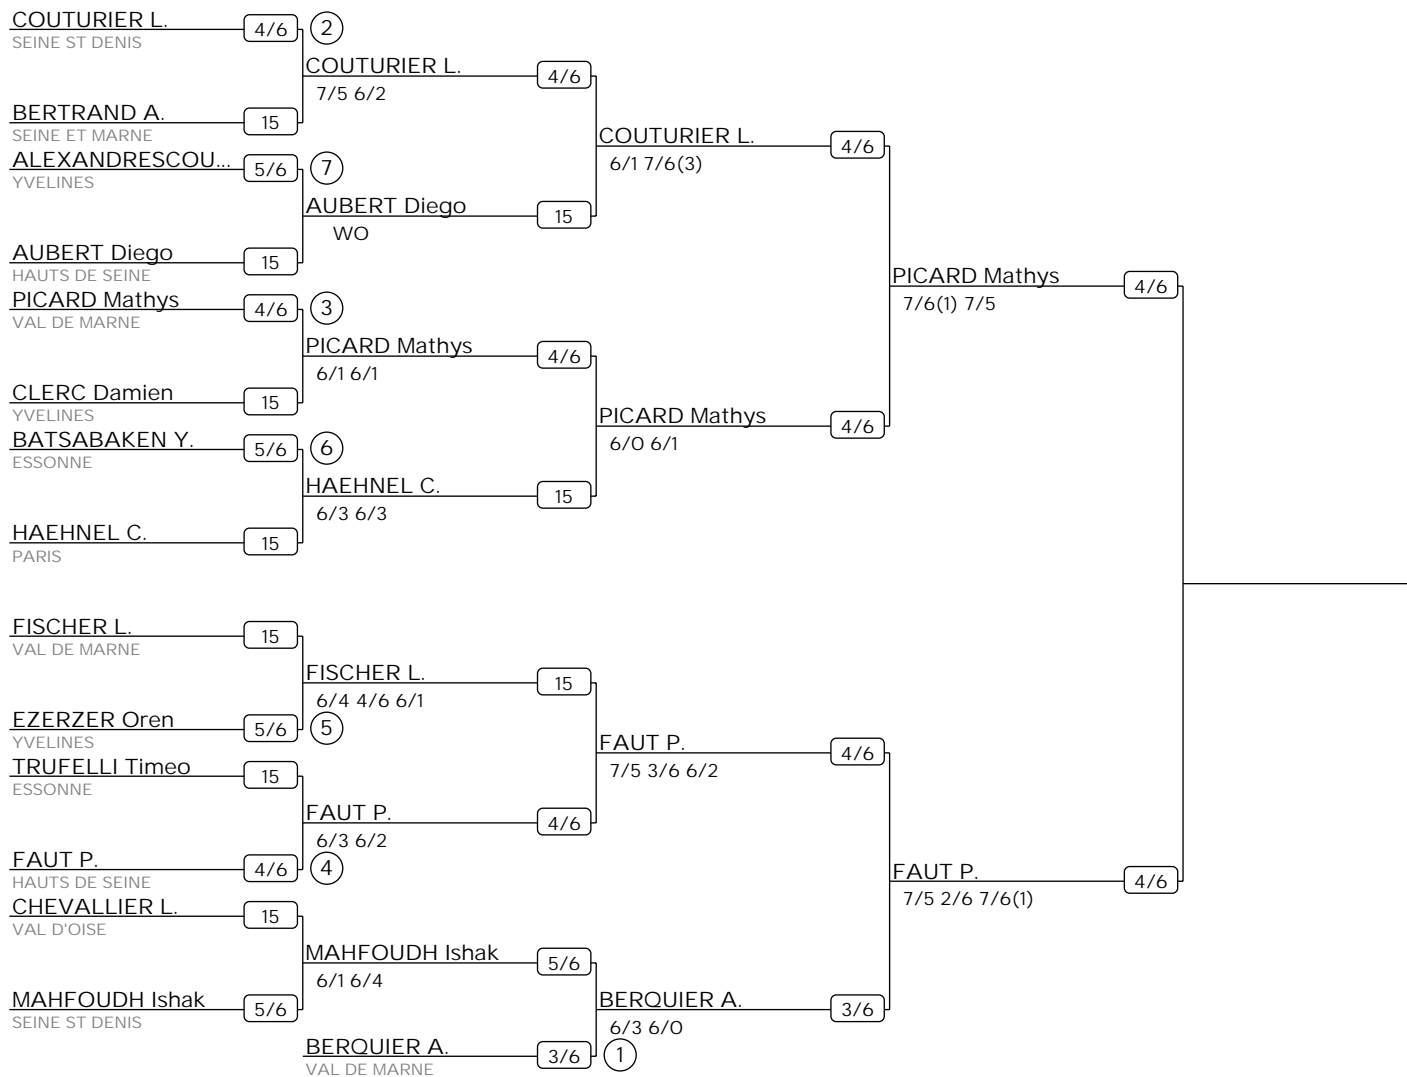 COUTURIER L.
4/6
2
SEINE ST DENIS
COUTURIER L.
4/6
7/5 6/2
BERTRAND A.
15
SEINE ET MARNE
COUTURIER L.
4/6
6/1 7/6(3)
ALEXANDRESCOU...
5/6
7
YVELINES
AUBERT Diego
15
WO
AUBERT Diego
15
HAUTS DE SEINE
PICARD Mathys
4/6
7/6(1) 7/5
PICARD Mathys
4/6
3
VAL DE MARNE
PICARD Mathys
4/6
6/1 6/1
CLERC Damien
15
YVELINES
PICARD Mathys
4/6
6/0 6/1
BATSABAKEN Y.
5/6
6
ESSONNE
HAEHNEL C.
15
6/3 6/3
HAEHNEL C.
15
PARIS
FISCHER L.
15
VAL DE MARNE
FISCHER L.
15
6/4 4/6 6/1
EZERZER Oren
5/6
5
YVELINES
FAUT P.
4/6
7/5 3/6 6/2
TRUFELLI Timeo
15
ESSONNE
FAUT P.
4/6
6/3 6/2
FAUT P.
4/6
4
HAUTS DE SEINE
FAUT P.
4/6
7/5 2/6 7/6(1)
CHEVALLIER L.
15
VAL D'OISE
MAHFOUDH Ishak
5/6
6/1 6/4
MAHFOUDH Ishak
5/6
SEINE ST DENIS
BERQUIER A.
3/6
6/3 6/0
BERQUIER A.
3/6
1
VAL DE MARNE